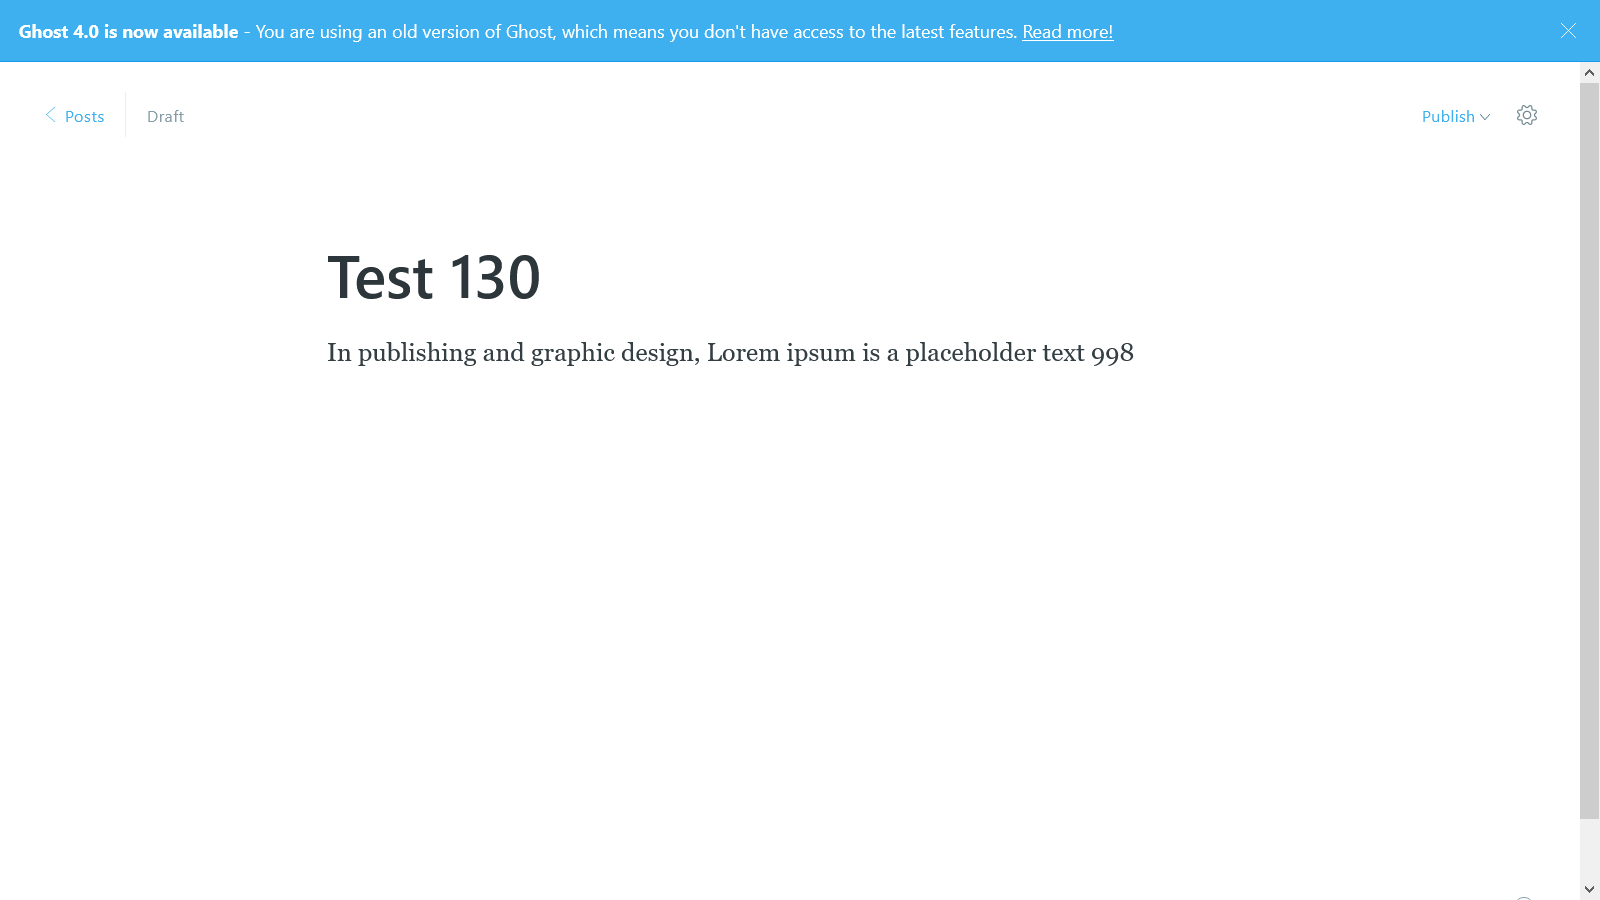 Ghost 4.0 is now available - You are using an old version of Ghost, which means you don't have access to the latest features. Read more!
Posts
Draft
Publish
Test 130
In publishing and graphic design, Lorem ipsum is a placeholder text 998